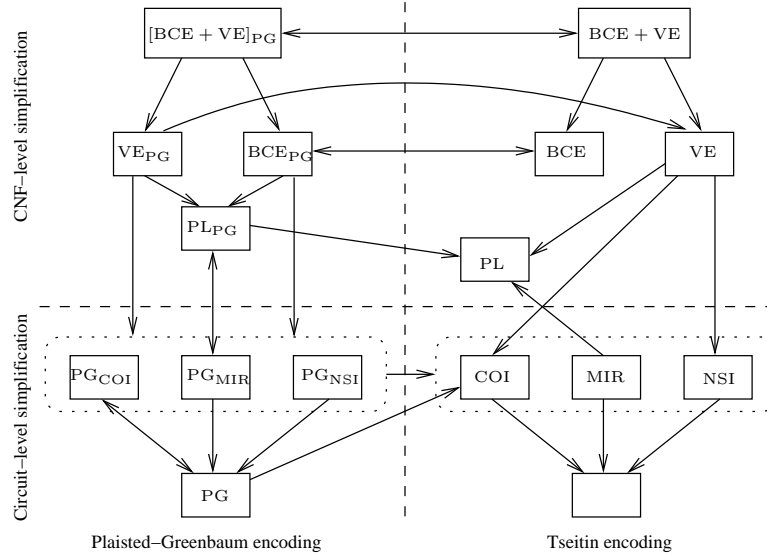 [BCE + VE]PG
BCE + VE
CNF−level simplification
VEPG
BCEPG
BCE
VE
PLPG
PL
Circuit−level simplification
PGCOI
PGMIR
PGNSI
COI
MIR
NSI
PG
Plaisted−Greenbaum encoding
Tseitin encoding